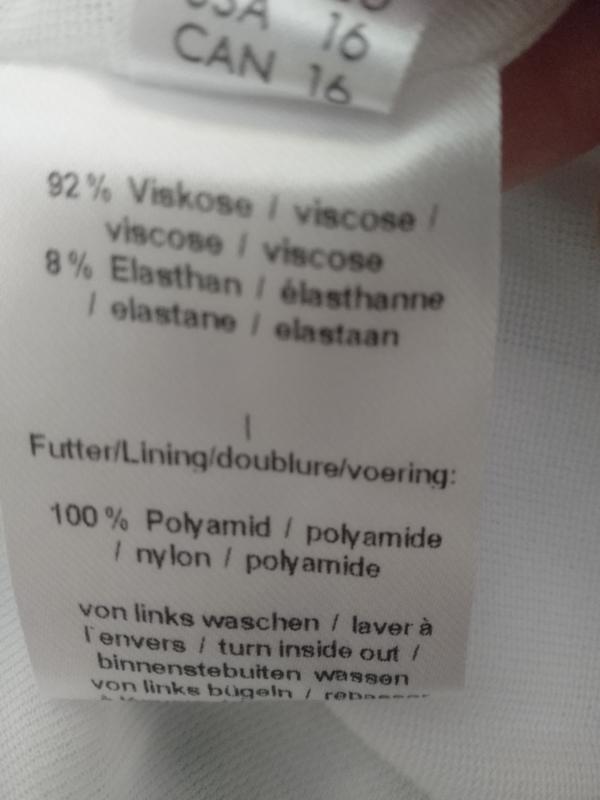 USA 16
CAN 16
92% Viskose / viscose /
viscose / viscose
8% Elasthan / élasthanne
/ elastane / elastaan
|
Futter/Lining/doublure/voering:
100% Polyamid / polyamide
/ nylon / polyamide
von links waschen / laver à
l'envers / turn inside out /
binnenstebuiten wassen
von links bügeln / repasser